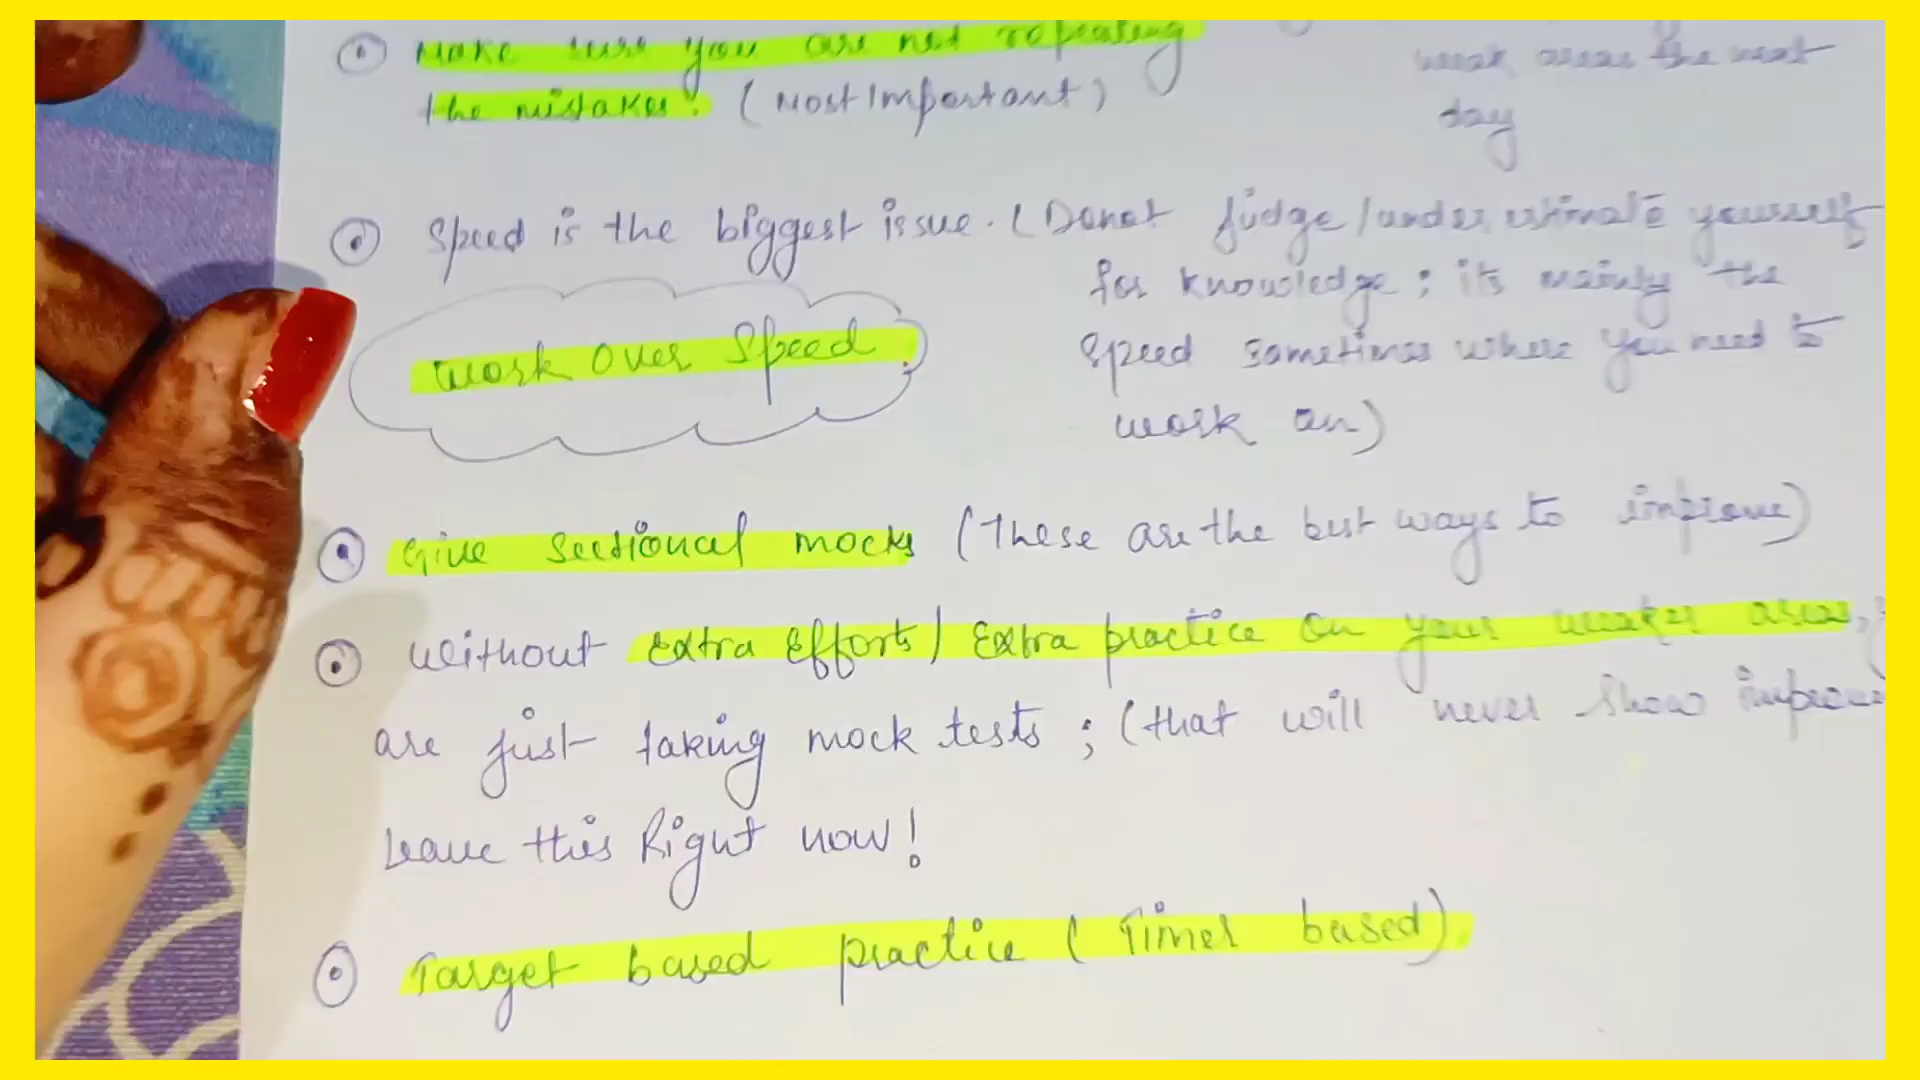 Make sure you are not repeating
the mistakes! (Most Important)
weak areas the next
day
Speed is the biggest issue. (Donot judge/under estimate yourself
for knowledge; its mainly the
Speed sometimes where you need to
work on)
Work over Speed.
Give sectional mocks (These are the best ways to improve)
Without Extra Efforts/Extra practice on your weaker areas,
are just taking mock tests; (that will never show improve
Leave this Right now!
Target based practice (Timer based).